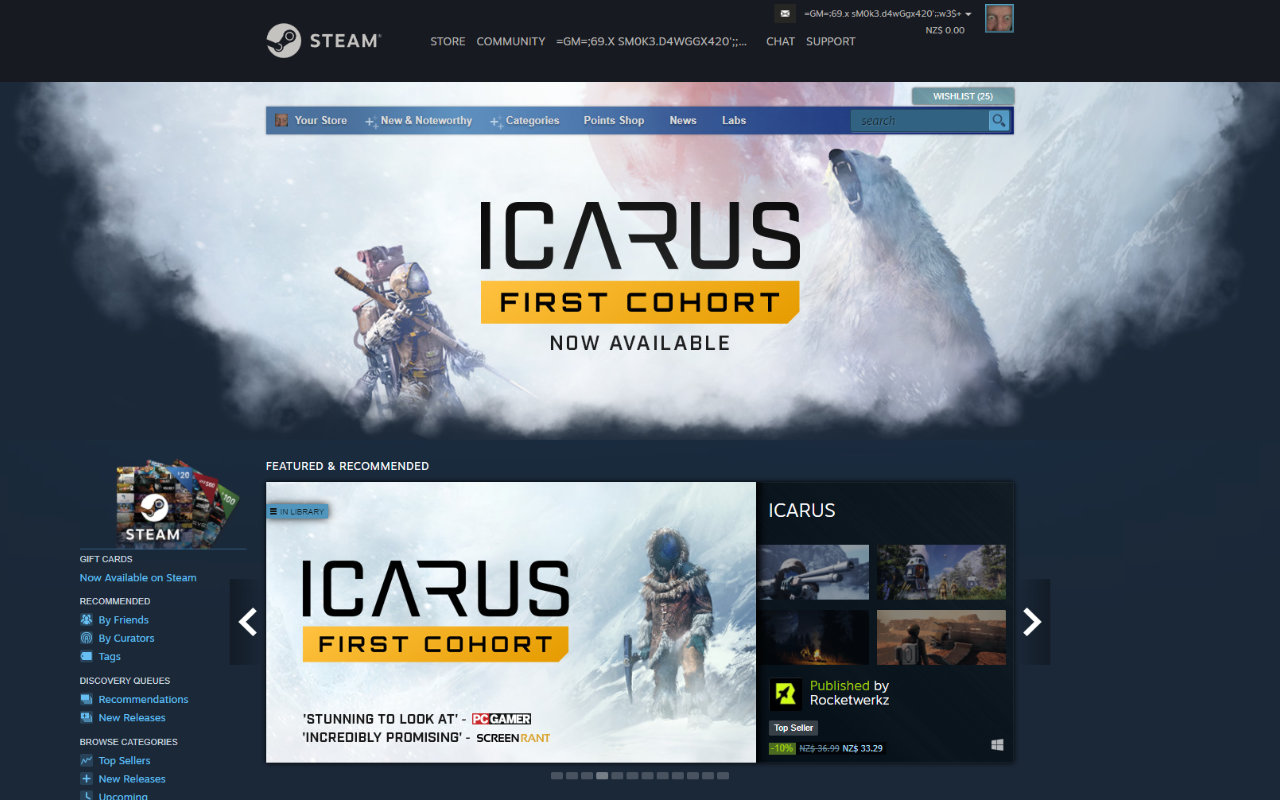 =GM=;69.x sM0k3.d4wGgx420';;w3$+
NZ$ 0.00
STEAM
STORE COMMUNITY =GM=;69.X SM0K3.D4WGGX420';;... CHAT SUPPORT
WISHLIST (25)
Your Store New & Noteworthy Categories Points Shop News Labs search
ICARUS
FIRST COHORT
NOW AVAILABLE
STEAM
GIFT CARDS
Now Available on Steam
RECOMMENDED
By Friends
By Curators
Tags
DISCOVERY QUEUES
Recommendations
New Releases
BROWSE CATEGORIES
Top Sellers
New Releases
Upcoming
FEATURED & RECOMMENDED
IN LIBRARY
ICARUS
FIRST COHORT
'STUNNING TO LOOK AT' - PC GAMER
'INCREDIBLY PROMISING' - SCREENRANT
ICARUS
Published by
Rocketwerkz
Top Seller
-10% NZ$ 36.99 NZ$ 33.29